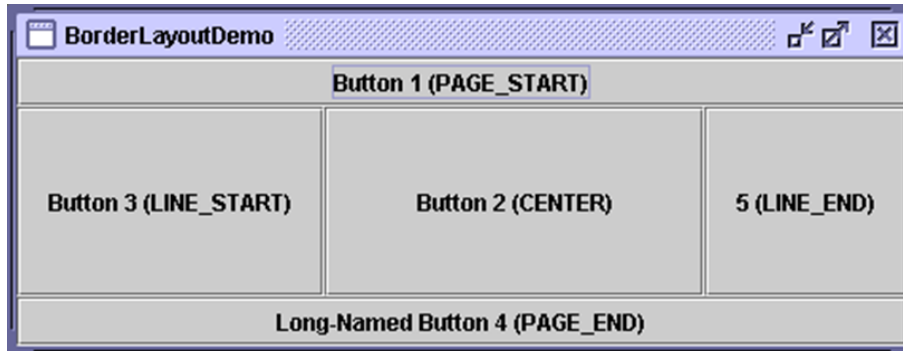 BorderLayoutDemo
Button 1 (PAGE_START)
Button 3 (LINE_START)
Button 2 (CENTER)
5 (LINE_END)
Long-Named Button 4 (PAGE_END)